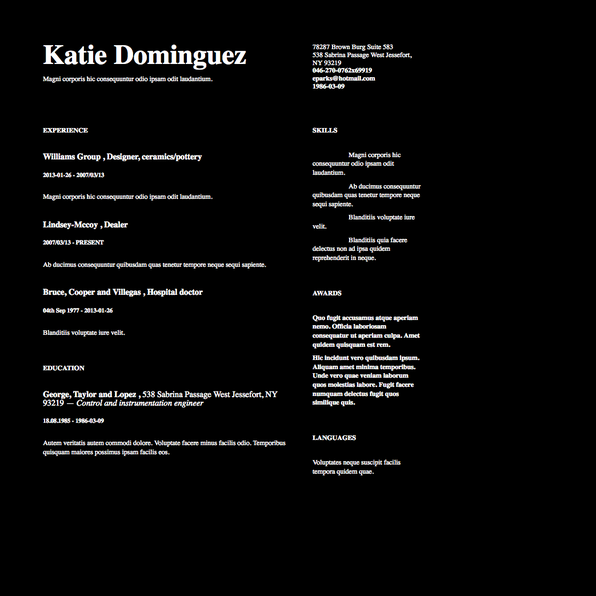 Katie Dominguez
Magni corporis hic consequuntur odio ipsam odit laudantium.
78287 Brown Burg Suite 583
538 Sabrina Passage West Jessefort,
NY 93219
046-270-0762x69919
eparks@hotmail.com
1986-03-09
EXPERIENCE
Williams Group , Designer, ceramics/pottery
2013-01-26 - 2007/03/13
Magni corporis hic consequuntur odio ipsam odit laudantium.
Lindsey-Mccoy , Dealer
2007/03/13 - PRESENT
Ab ducimus consequuntur quibusdam quas tenetur tempore neque sequi sapiente.
Bruce, Cooper and Villegas , Hospital doctor
04th Sep 1977 - 2013-01-26
Blanditiis voluptate iure velit.
EDUCATION
George, Taylor and Lopez , 538 Sabrina Passage West Jessefort, NY
93219 — Control and instrumentation engineer
18.08.1985 - 1986-03-09
Autem veritatis autem commodi dolore. Voluptate facere minus facilis odio. Temporibus
quisquam maiores possimus ipsam facilis eos.
SKILLS
Magni corporis hic
consequuntur odio ipsam odit
laudantium.
Ab ducimus consequuntur
quibusdam quas tenetur tempore neque
sequi sapiente.
Blanditiis voluptate iure
velit.
Blanditiis quia facere
delectus non ad ipsa quidem
reprehenderit in neque.
AWARDS
Quo fugit accusamus atque aperiam
nemo. Officia laboriosam
consequatur ut aperiam culpa. Amet
quidem quisquam est rem.
Hic incidunt vero quibusdam ipsum.
Aliquam amet minima temporibus.
Unde vero quae veniam laborum
quos molestias labore. Fugit facere
numquam delectus fugit quos
similique quis.
LANGUAGES
Voluptates neque suscipit facilis
tempora quidem quae.